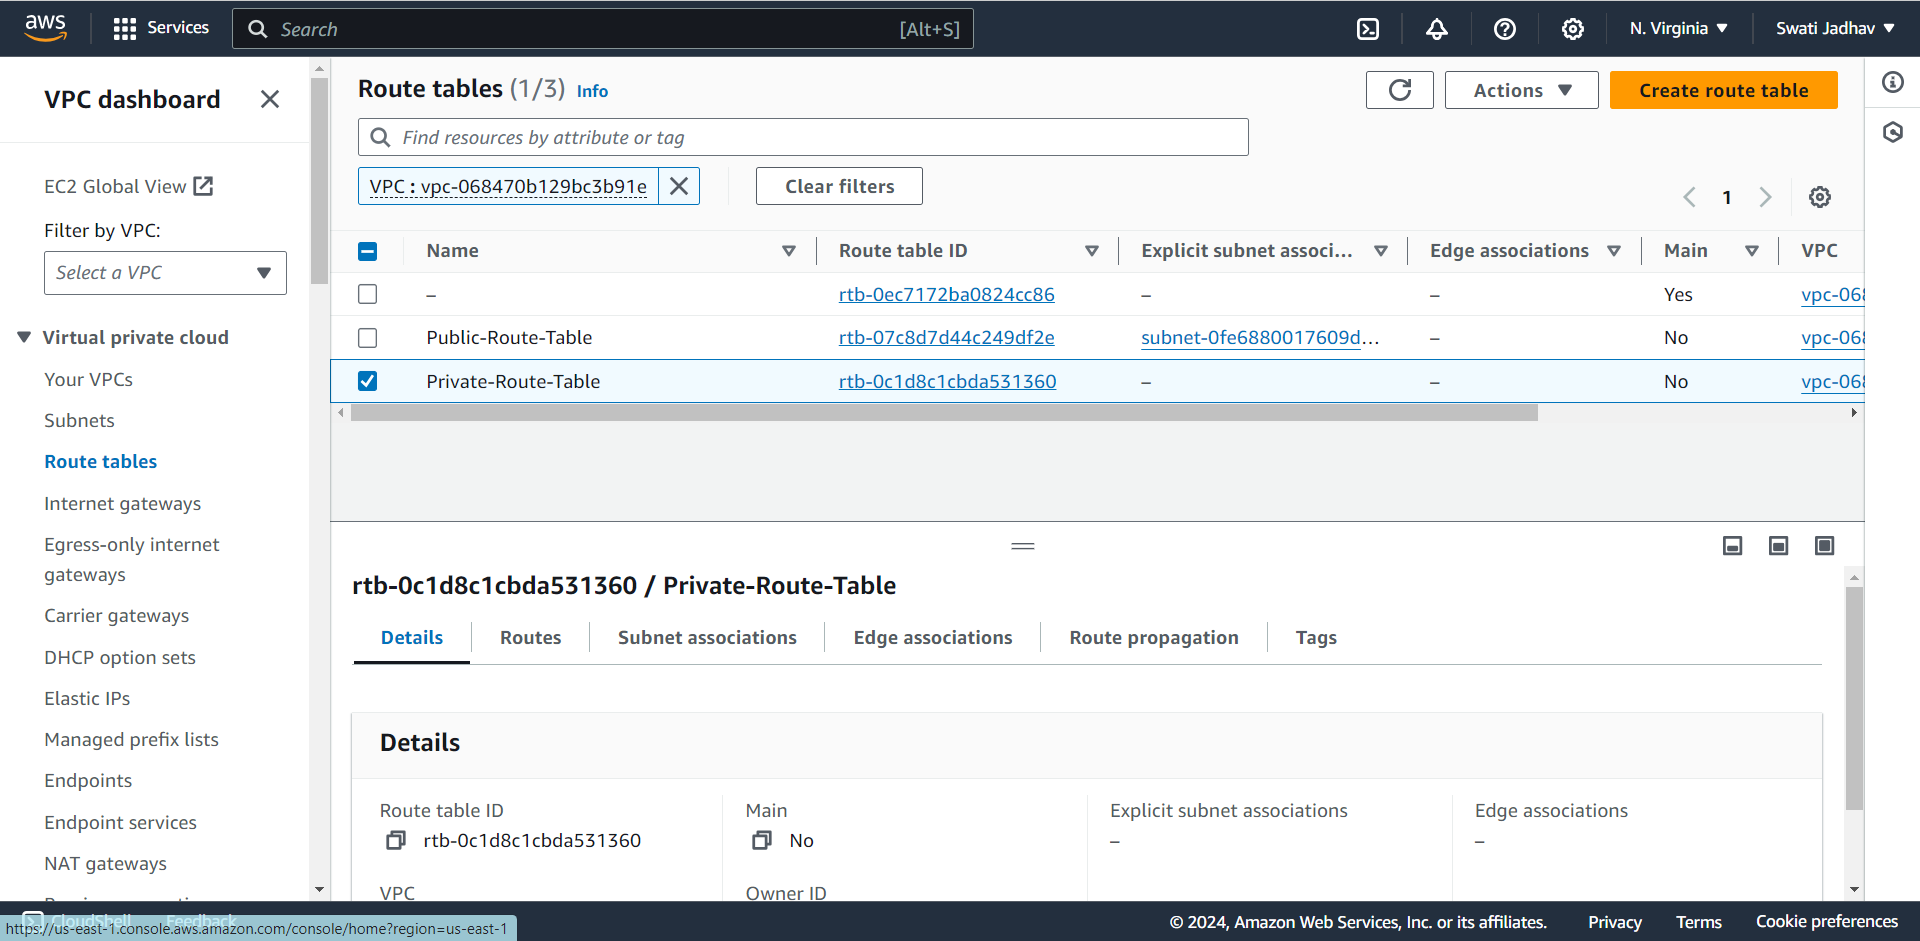 aws
Services
Search
[Alt+S]
N. Virginia
Swati Jadhav
VPC dashboard
EC2 Global View
Filter by VPC:
Select a VPC
Virtual private cloud
Your VPCs
Subnets
Route tables
Internet gateways
Egress-only internet
gateways
Carrier gateways
DHCP option sets
Elastic IPs
Managed prefix lists
Endpoints
Endpoint services
NAT gateways
Route tables (1/3) Info
Actions
Create route table
Find resources by attribute or tag
VPC : vpc-068470b129bc3b91e
Clear filters
1
Name Route table ID Explicit subnet associ... Edge associations Main VPC
– rtb-0ec7172ba0824cc86 – – Yes vpc-068
Public-Route-Table rtb-07c8d7d44c249df2e subnet-0fe6880017609d... – No vpc-068
Private-Route-Table rtb-0c1d8c1cbda531360 – – No vpc-068
rtb-0c1d8c1cbda531360 / Private-Route-Table
Details Routes Subnet associations Edge associations Route propagation Tags
Details
Route table ID
rtb-0c1d8c1cbda531360
Main
No
Explicit subnet associations
–
Edge associations
–
VPC
Owner ID
CloudShell Feedback
https://us-east-1.console.aws.amazon.com/console/home?region=us-east-1
© 2024, Amazon Web Services, Inc. or its affiliates. Privacy Terms Cookie preferences